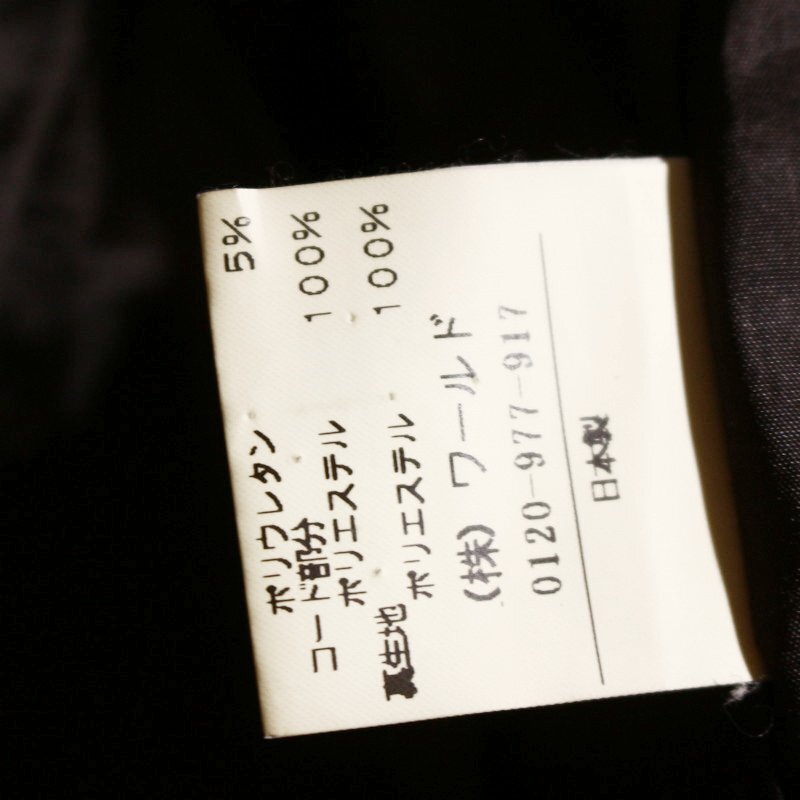 ポリウレタン 5%
コード部分
ポリエステル 100%
裏生地
ポリエステル 100%
(株)ワールド
0120-977-917
日本製